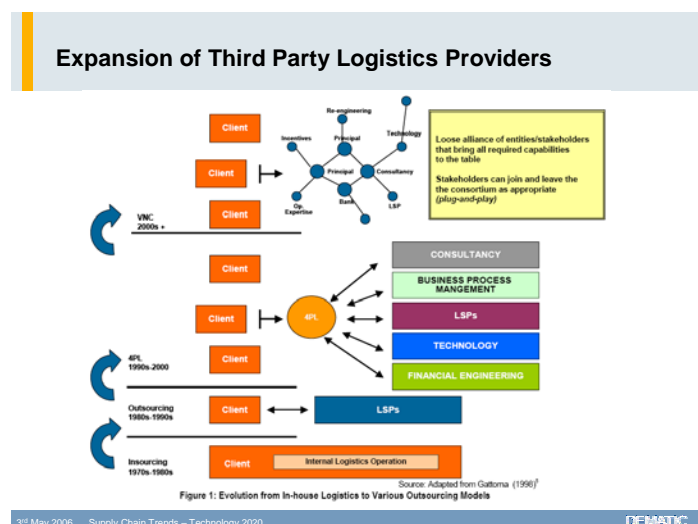 Expansion of Third Party Logistics Providers
Re-engineering
Client
Incentives
Principal
Technology
Loose alliance of entities/stakeholders
that bring all required capabilities
to the table
Stakeholders can join and leave the
the consortium as appropriate
(plug-and-play)
Client
Principal
Consultancy
Op.
Expertise
Bank
LSP
Client
VNC
2000s +
Client
CONSULTANCY
BUSINESS PROCESS
MANGEMENT
Client
4PL
LSPs
TECHNOLOGY
4PL
1990s-2000
Client
FINANCIAL ENGINEERING
Outsourcing
1980s-1990s
Client
LSPs
Insourcing
1970s-1980s
Client
Internal Logistics Operation
Source: Adapted from Gattorna (1998)⁸
Figure 1: Evolution from In-house Logistics to Various Outsourcing Models
3rd May 2006 Supply Chain Trends – Technology 2020
DEMATIC